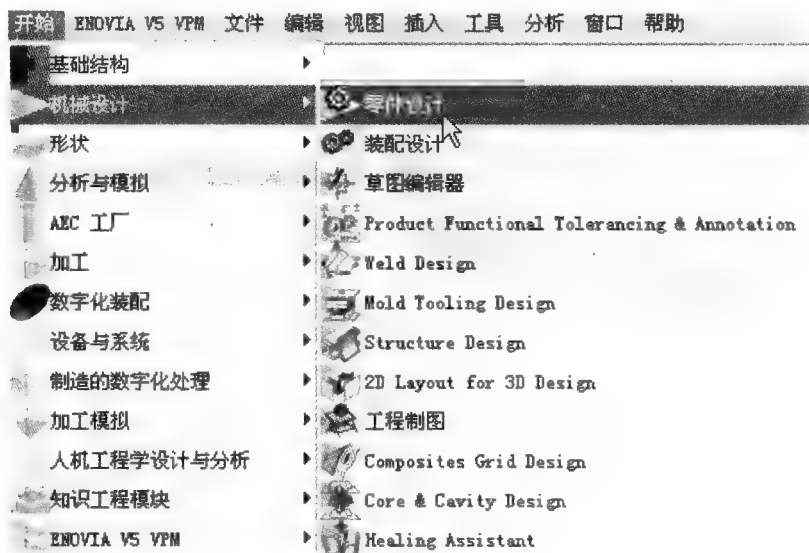 开始 ENOVIA V5 VPM 文件 编辑 视图 插入 工具 分析 窗口 帮助
基础结构
机械设计 零件设计
形状 装配设计
分析与模拟 草图编辑器
AEC 工厂 Product Functional Tolerancing & Annotation
加工 Weld Design
数字化装配 Mold Tooling Design
设备与系统 Structure Design
制造的数字化处理 2D Layout for 3D Design
加工模拟 工程制图
人机工程学设计与分析 Composites Grid Design
知识工程模块 Core & Cavity Design
ENOVIA V5 VPM Healing Assistant